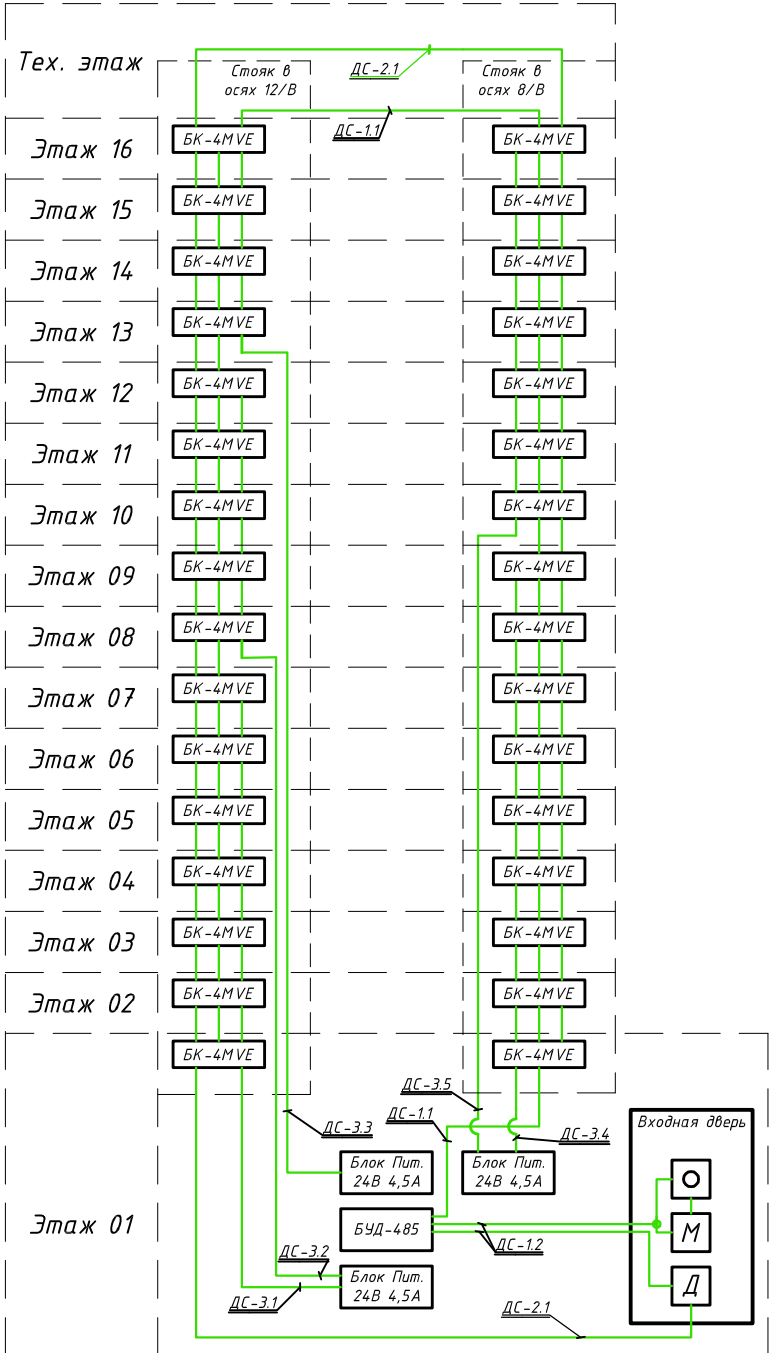 Тех. этаж
Стояк в
осях 12/В
ДС-2.1
Стояк в
осях 8/В
ДС-1.1
Этаж 16
БК-4MVE
БК-4MVE
Этаж 15
БК-4MVE
БК-4MVE
Этаж 14
БК-4MVE
БК-4MVE
Этаж 13
БК-4MVE
БК-4MVE
Этаж 12
БК-4MVE
БК-4MVE
Этаж 11
БК-4MVE
БК-4MVE
Этаж 10
БК-4MVE
БК-4MVE
Этаж 09
БК-4MVE
БК-4MVE
Этаж 08
БК-4MVE
БК-4MVE
Этаж 07
БК-4MVE
БК-4MVE
Этаж 06
БК-4MVE
БК-4MVE
Этаж 05
БК-4MVE
БК-4MVE
Этаж 04
БК-4MVE
БК-4MVE
Этаж 03
БК-4MVE
БК-4MVE
Этаж 02
БК-4MVE
БК-4MVE
БК-4MVE
БК-4MVE
ДС-3.5
ДС-1.1
ДС-3.3
ДС-3.4
Входная дверь
Блок Пит.
24В 4,5А
Блок Пит.
24В 4,5А
Этаж 01
БУД-485
М
ДС-1.2
ДС-3.2
Блок Пит.
24В 4,5А
Д
ДС-3.1
ДС-2.1